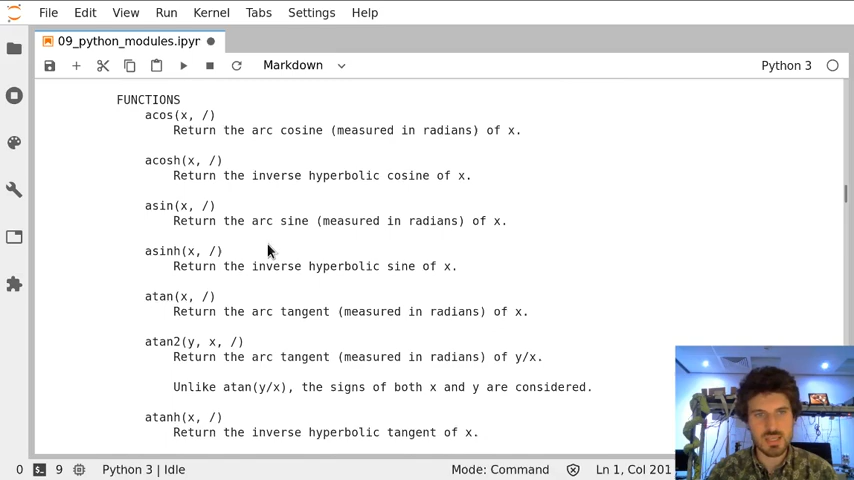 File Edit View Run Kernel Tabs Settings Help
09_python_modules.ipyr
Markdown Python 3
FUNCTIONS
acos(x, /)
Return the arc cosine (measured in radians) of x.
acosh(x, /)
Return the inverse hyperbolic cosine of x.
asin(x, /)
Return the arc sine (measured in radians) of x.
asinh(x, /)
Return the inverse hyperbolic sine of x.
atan(x, /)
Return the arc tangent (measured in radians) of x.
atan2(y, x, /)
Return the arc tangent (measured in radians) of y/x.
Unlike atan(y/x), the signs of both x and y are considered.
atanh(x, /)
Return the inverse hyperbolic tangent of x.
0 9 Python 3 | Idle Mode: Command Ln 1, Col 201